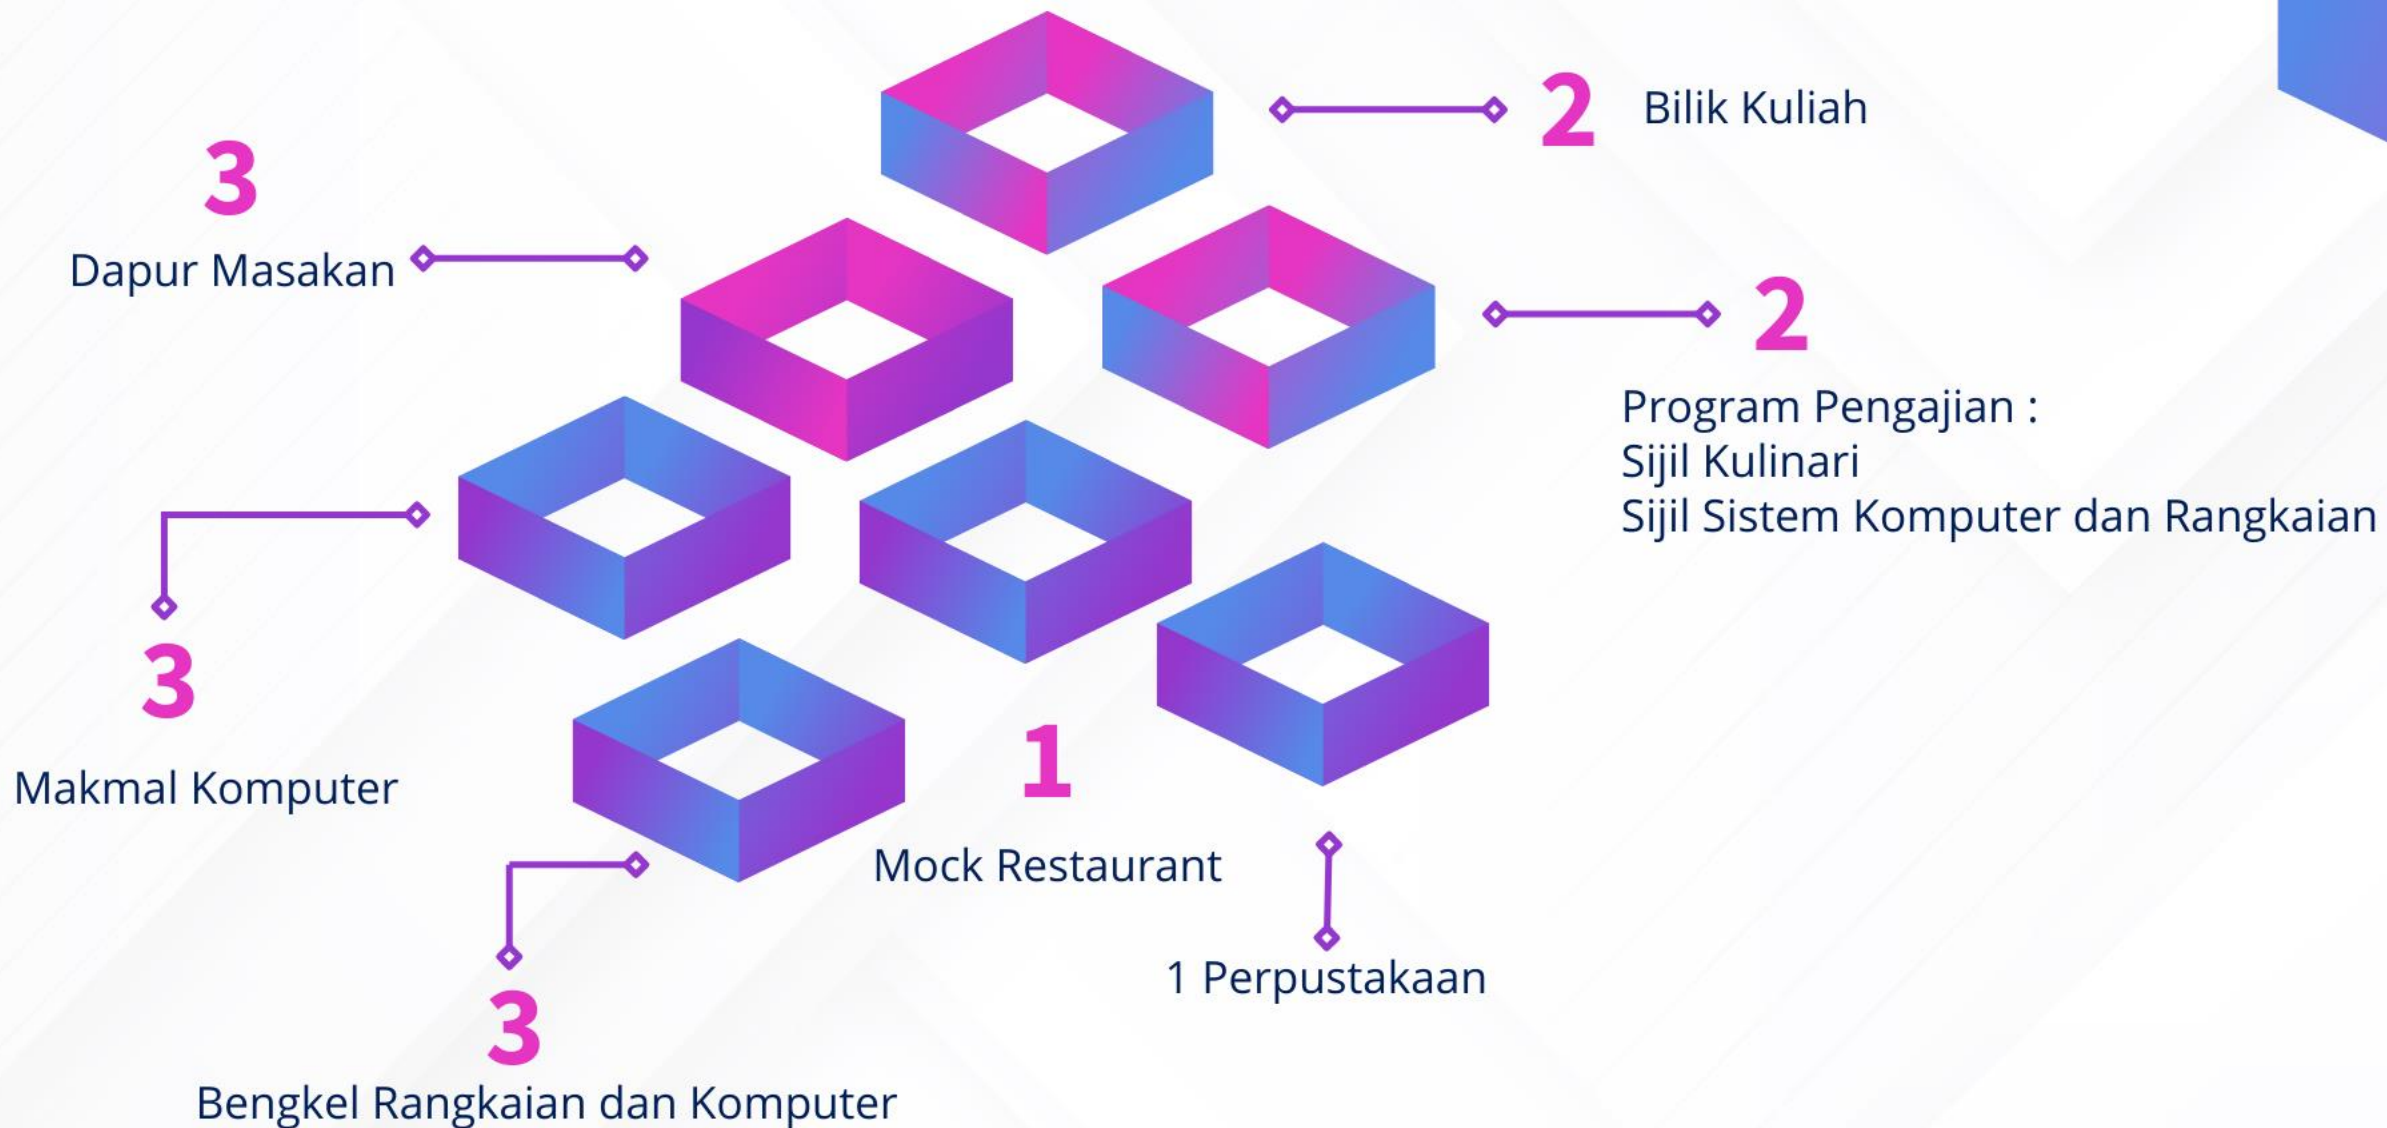 2 Bilik Kuliah
3
Dapur Masakan
2
Program Pengajian :
Sijil Kulinari
Sijil Sistem Komputer dan Rangkaian
3
Makmal Komputer
1
Mock Restaurant
1 Perpustakaan
3
Bengkel Rangkaian dan Komputer